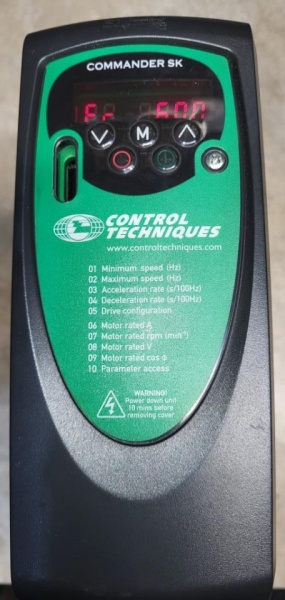 COMMANDER SK
M
CONTROL
TECHNIQUES
www.controltechniques.com
01 Minimum speed (Hz)
02 Maximum speed (Hz)
03 Acceleration rate (s/100Hz)
04 Deceleration rate (s/100Hz)
05 Drive configuration
06 Motor rated A
07 Motor rated rpm (min⁻¹)
08 Motor rated V
09 Motor rated cos ϕ
10 Parameter access
WARNING!
Power down unit
10 mins before
removing cover